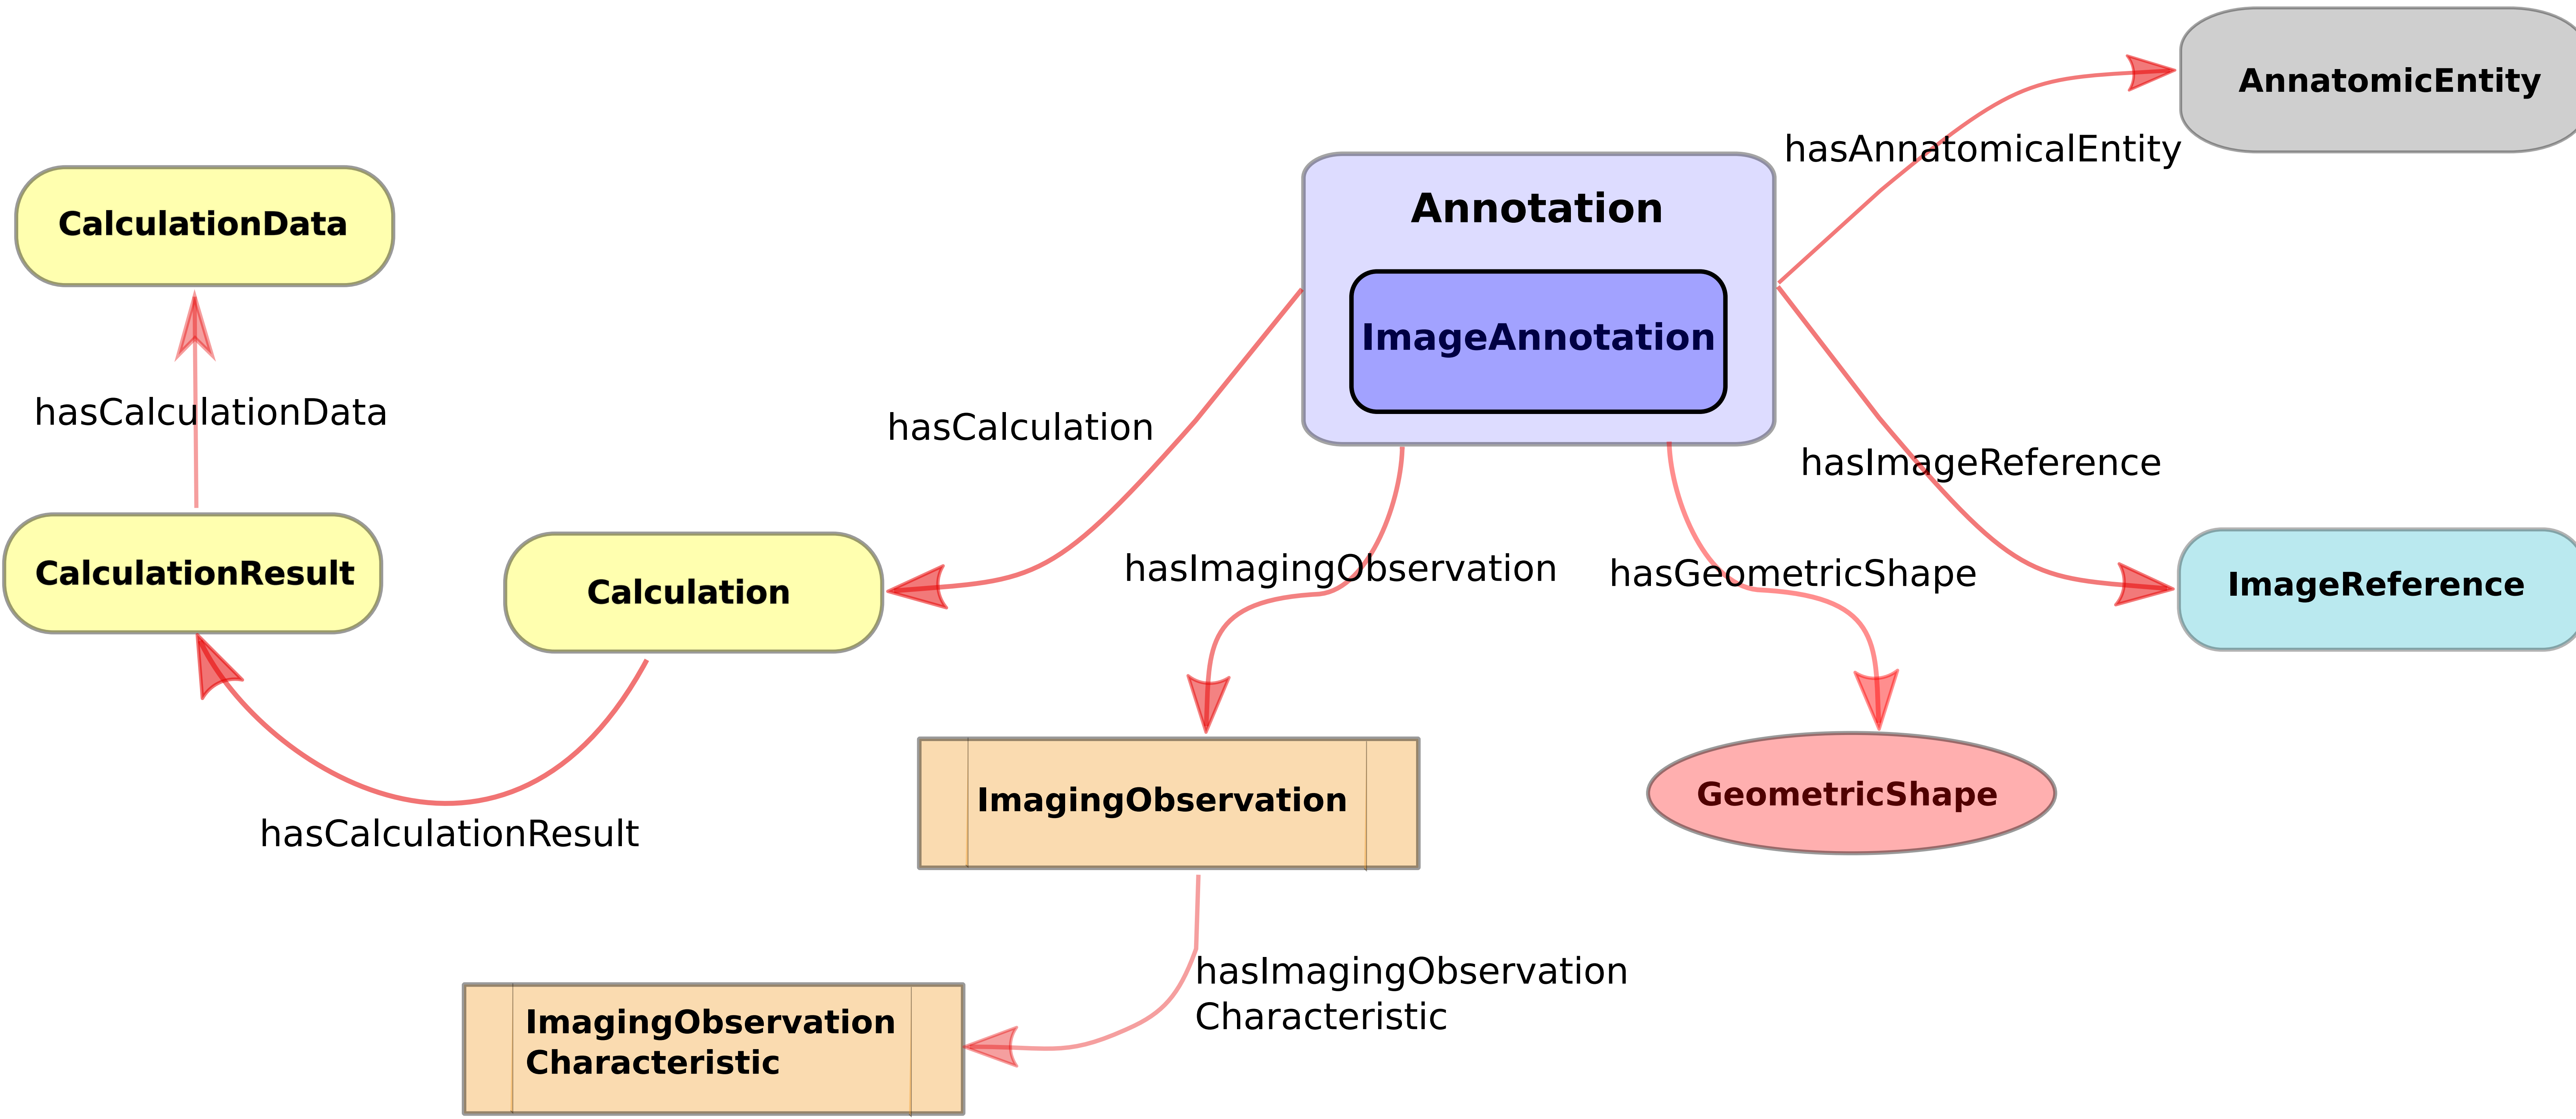 AnnatomicEntity
hasAnnatomicalEntity
Annotation
CalculationData
ImageAnnotation
hasCalculationData
hasCalculation
hasImageReference
CalculationResult
Calculation
hasImagingObservation
hasGeometricShape
ImageReference
ImagingObservation
GeometricShape
hasCalculationResult
hasImagingObservation
Characteristic
ImagingObservation
Characteristic